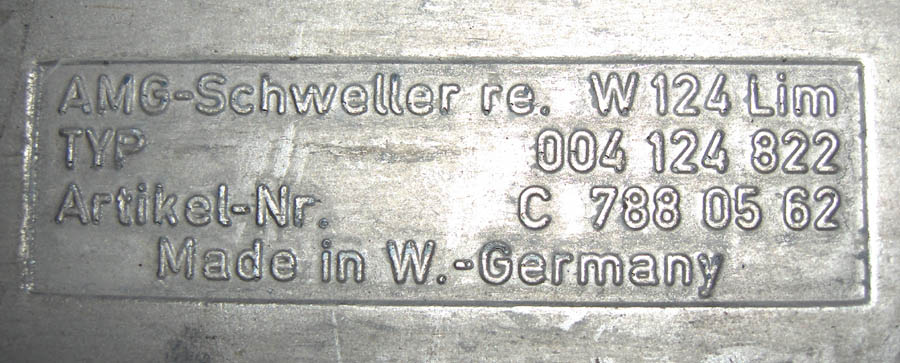 AMG-Schweller re. W 124 Lim
TYP 004 124 822
Artikel-Nr. C 788 05 62
Made in W.-Germany